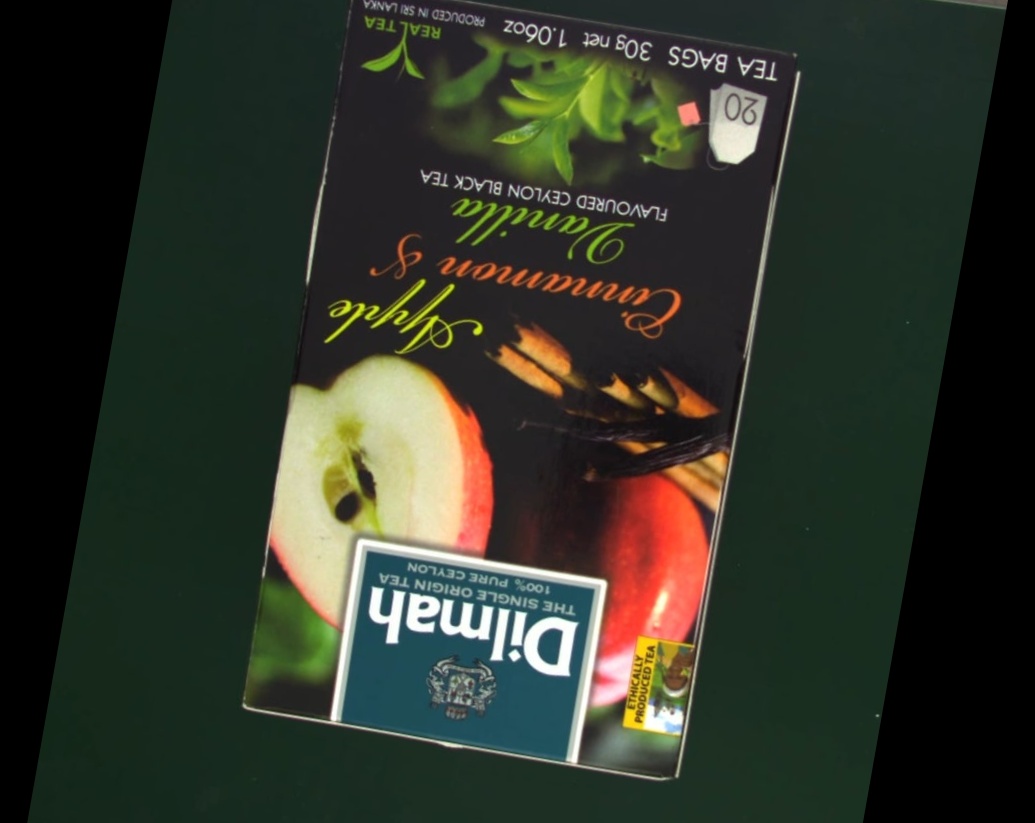 Dilmah
THE SINGLE ORIGIN TEA
100% PURE CEYLON
ETHICALLY
PRODUCED TEA
Apple
Cinnamon &
Vanilla
FLAVOURED CEYLON BLACK TEA
20
TEA BAGS 30g net 1.06oz
REAL TEA
PRODUCED IN SRI LANKA